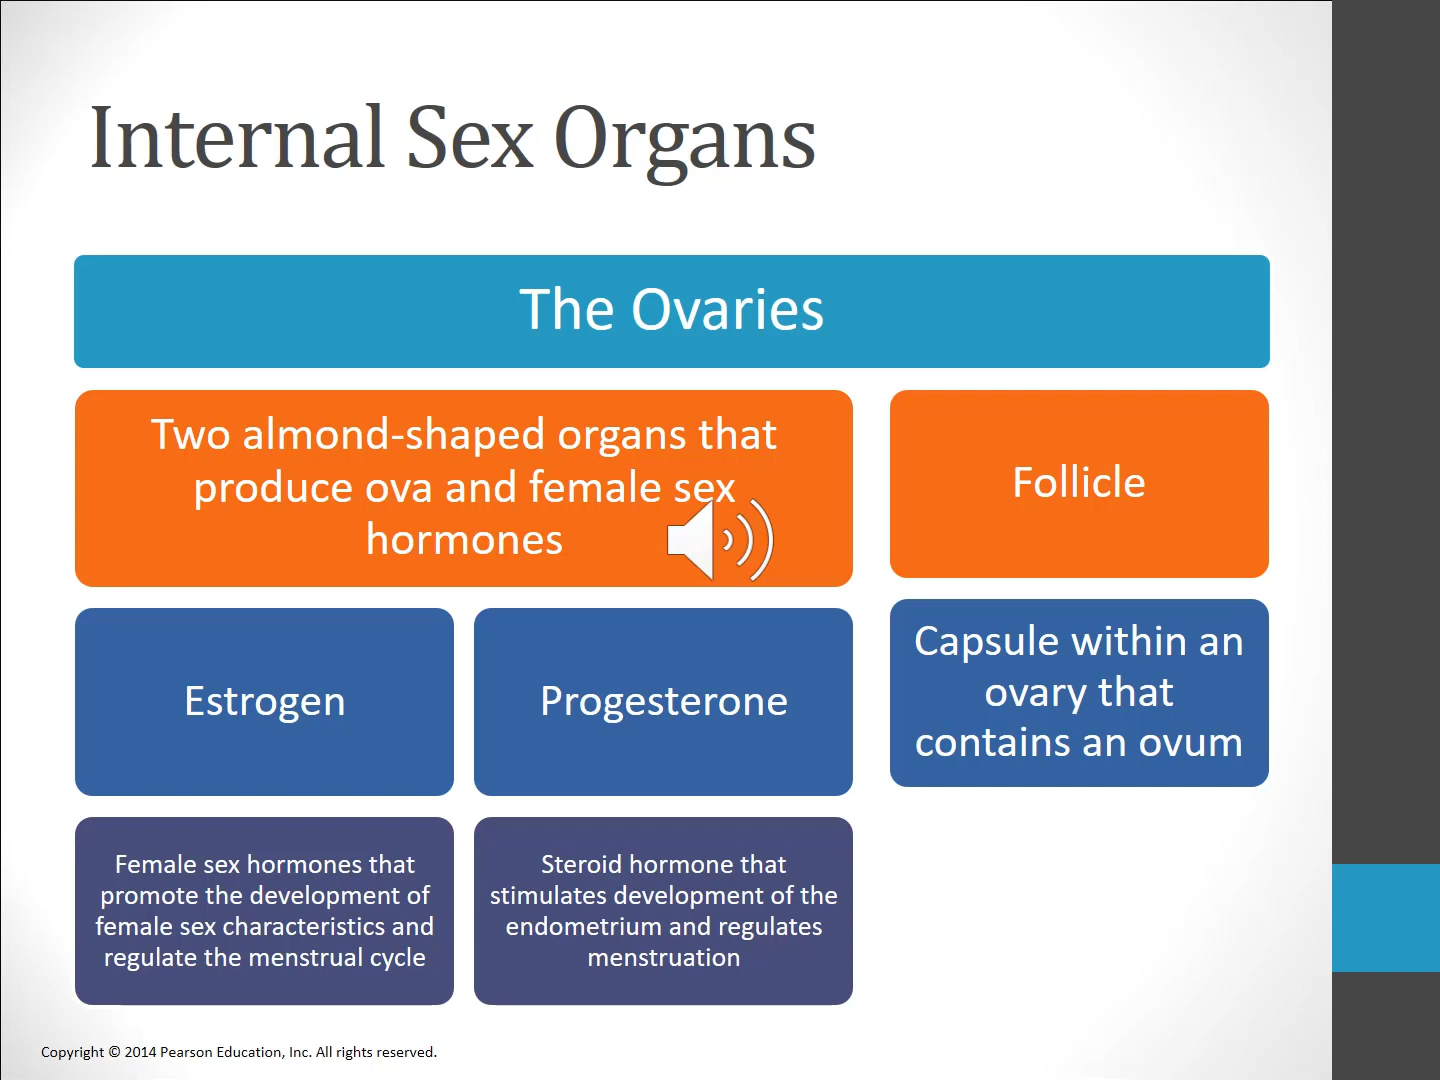 Internal Sex Organs
The Ovaries
Two almond-shaped organs that
produce ova and female sex
hormones
Follicle
Estrogen
Progesterone
Capsule within an
ovary that
contains an ovum
Female sex hormones that
promote the development of
female sex characteristics and
regulate the menstrual cycle
Steroid hormone that
stimulates development of the
endometrium and regulates
menstruation
Copyright © 2014 Pearson Education, Inc. All rights reserved.